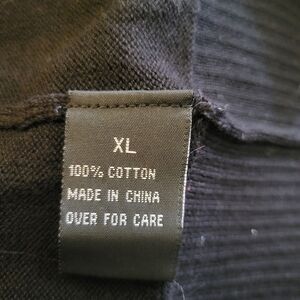 XL
100% COTTON
MADE IN CHINA
OVER FOR CARE